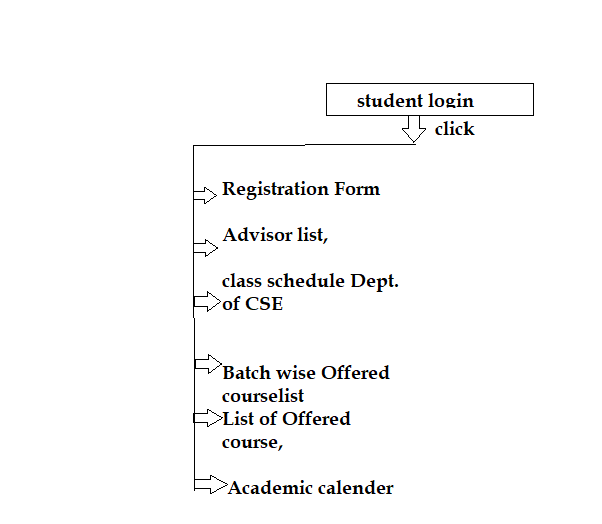 student login
click
Registration Form
Advisor list,
class schedule Dept.
of CSE
Batch wise Offered
courselist
List of Offered
course,
Academic calender